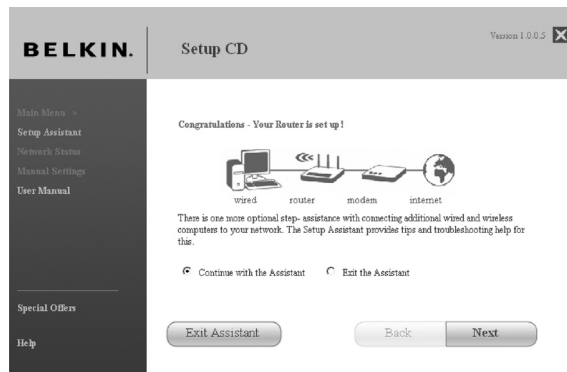 BELKIN.
Setup CD
Version 1.0.0.5
Main Menu >
Setup Assistant
Network Status
Manual Settings
User Manual
Special Offers
Help
Congratulations - Your Router is set up!
wired router modem internet
There is one more optional step- assistance with connecting additional wired and wireless
computers to your network. The Setup Assistant provides tips and troubleshooting help for
this.
Continue with the Assistant Exit the Assistant
Exit Assistant Back Next